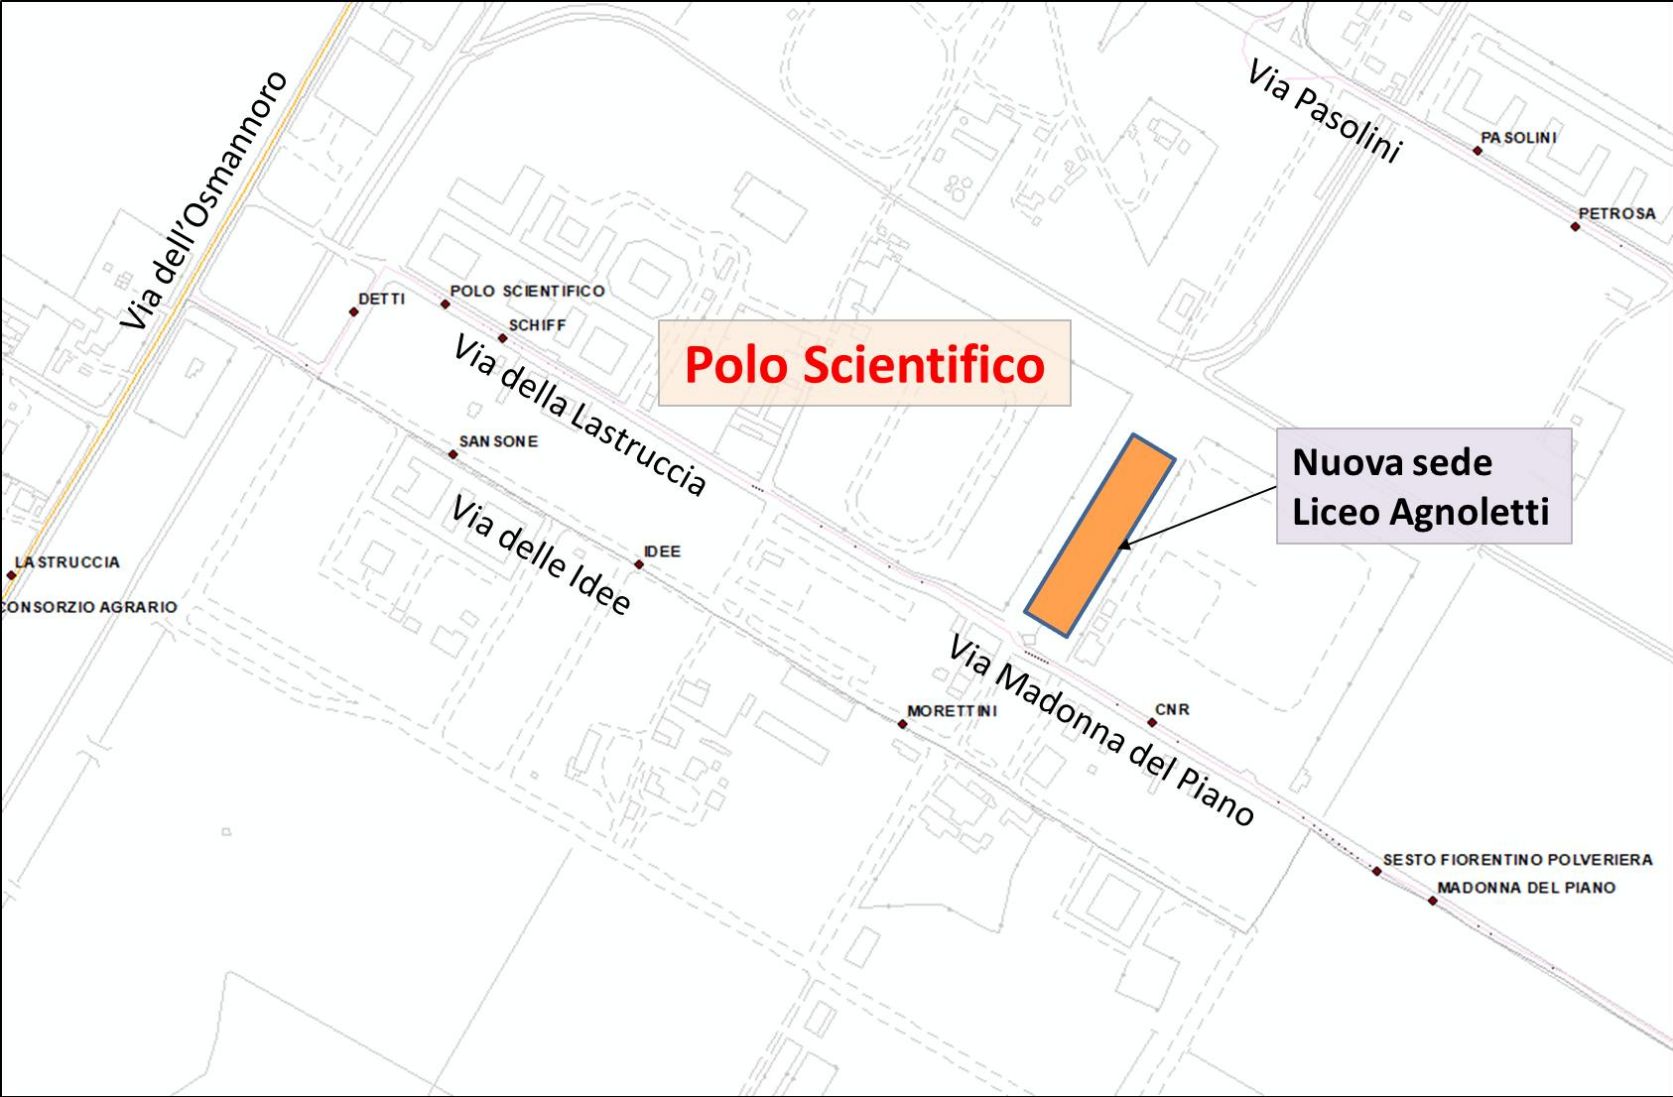 Via Pasolini
PASOLINI
PETROSA
Via dell'Osmannoro
DETTI
POLO SCIENTIFICO
SCHIFF
Via della Lastruccia
Polo Scientifico
SANSONE
Via delle Idee
IDEE
Nuova sede
Liceo Agnoletti
LASTRUCCIA
CONSORZIO AGRARIO
Via Madonna del Piano
MORETTINI
CNR
SESTO FIORENTINO POLVERIERA
MADONNA DEL PIANO